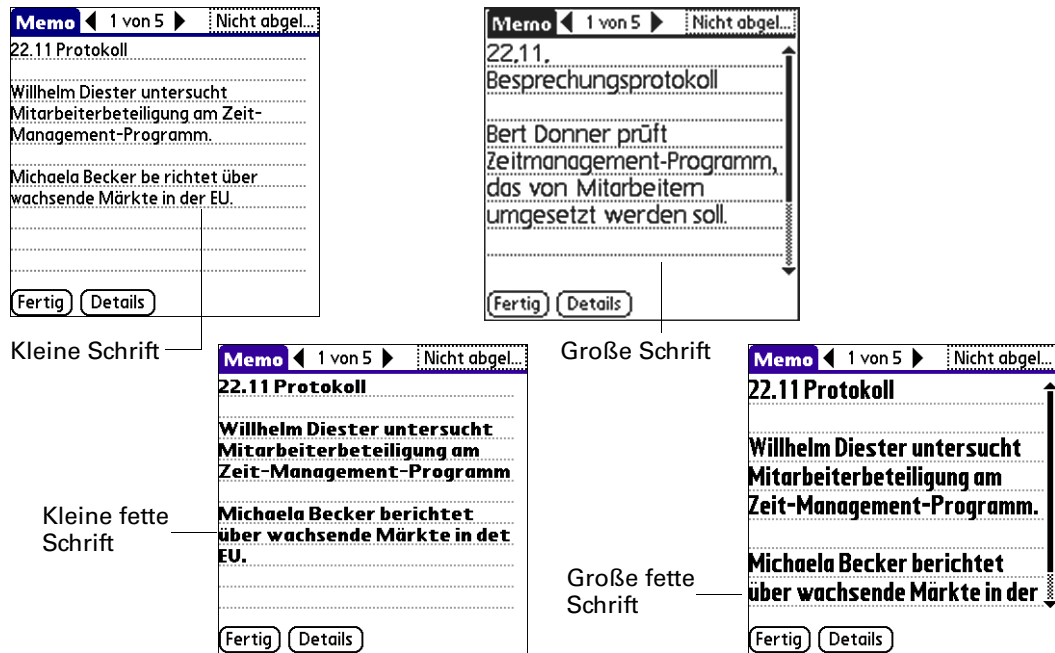 Memo 1 von 5 Nicht abgel...
22.11 Protokoll
Willhelm Diester untersucht
Mitarbeiterbeteiligung am Zeit-
Management-Programm.
Michaela Becker be richtet über
wachsende Märkte in der EU.
Fertig Details
Kleine Schrift
Memo 1 von 5 Nicht abgel...
22.11.
Besprechungsprotokoll
Bert Donner prüft
Zeitmanagement-Programm,
das von Mitarbeitern
umgesetzt werden soll.
Fertig Details
Große Schrift
Memo 1 von 5 Nicht abgel...
22.11 Protokoll
Willhelm Diester untersucht
Mitarbeiterbeteiligung am
Zeit-Management-Programm
Michaela Becker berichtet
über wachsende Märkte in det
EU.
Fertig Details
Kleine fette
Schrift
Memo 1 von 5 Nicht abgel...
22.11 Protokoll
Willhelm Diester untersucht
Mitarbeiterbeteiligung am
Zeit-Management-Programm.
Michaela Becker berichtet
über wachsende Märkte in der
Fertig Details
Große fette
Schrift